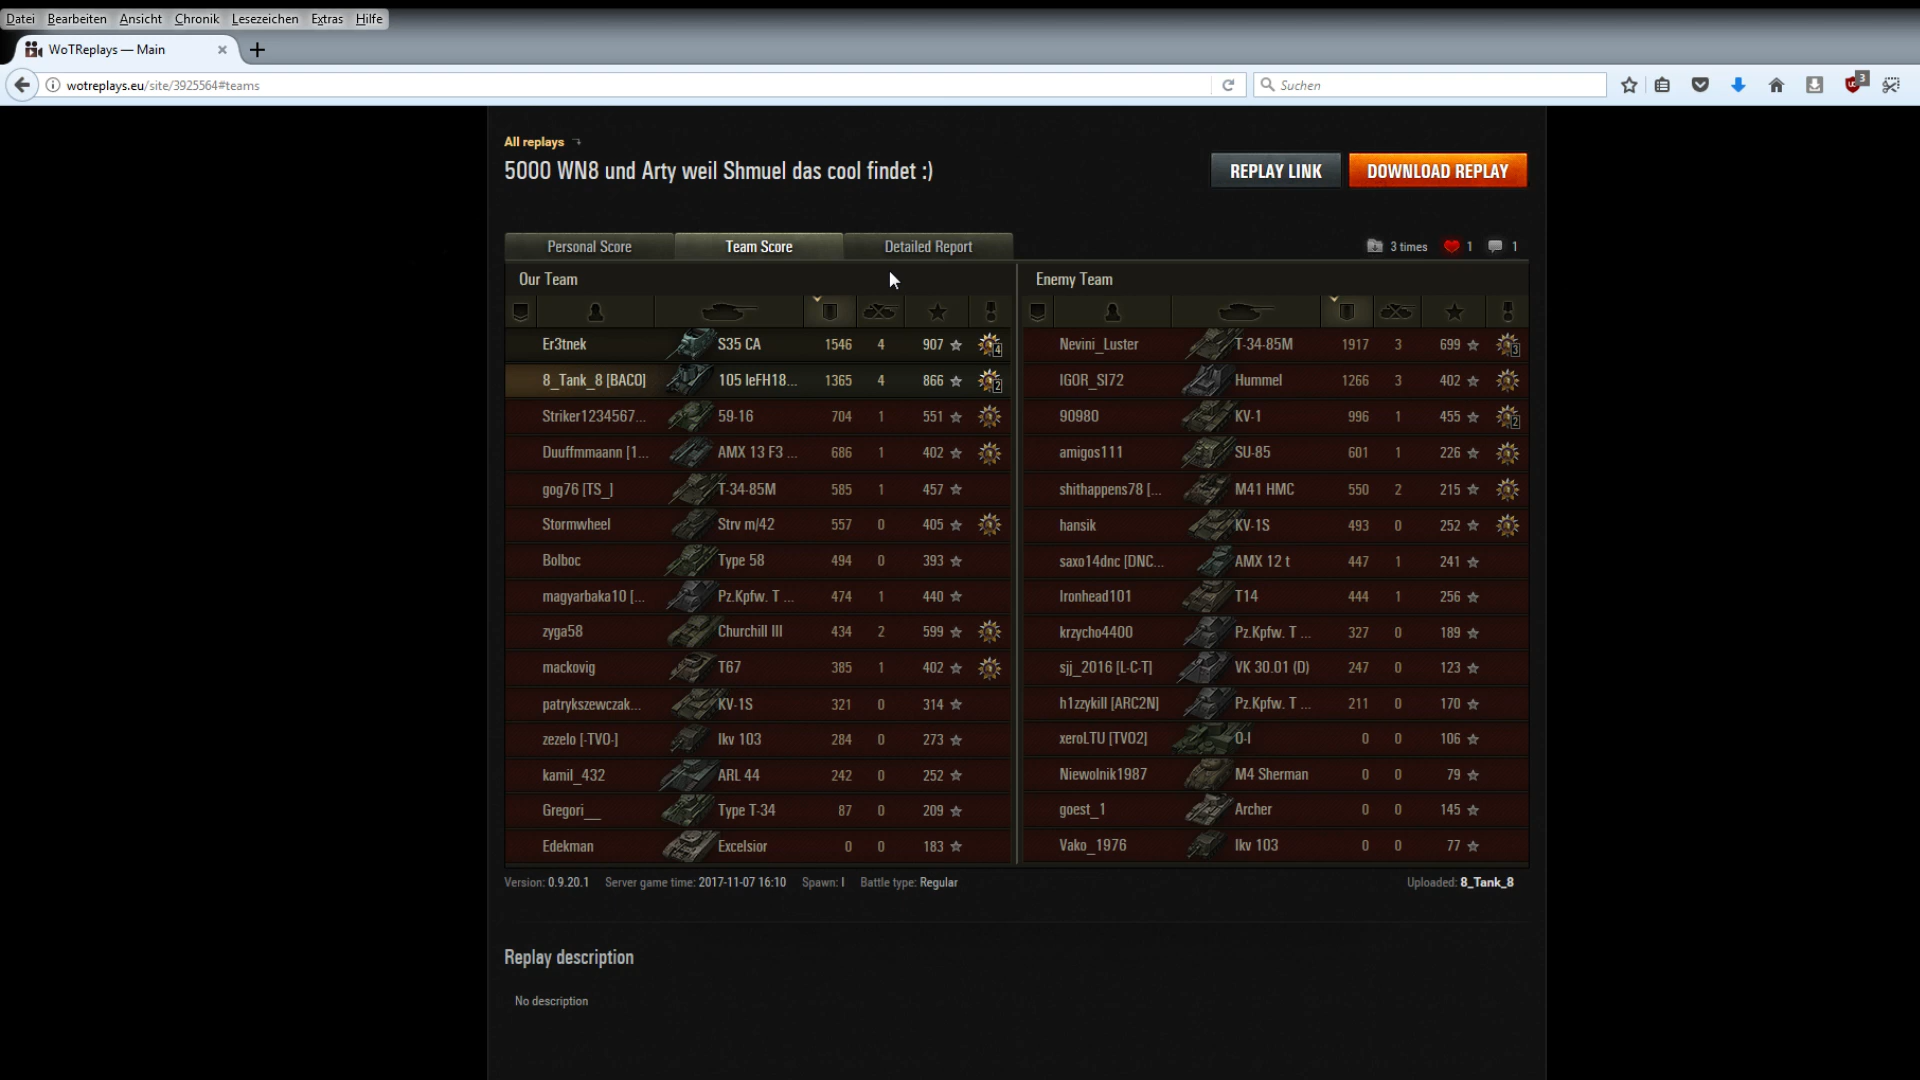 Datei Bearbeiten Ansicht Chronik Lesezeichen Extras Hilfe
WoTReplays — Main
wotreplays.eu/site/3925564#teams
Suchen
3
All replays
5000 WN8 und Arty weil Shmuel das cool findet :)
REPLAY LINK
DOWNLOAD REPLAY
Personal Score Team Score Detailed Report
3 times 1 1
Our Team
Er3tnek S35 CA 1546 4 907 4
8_Tank_8 [BACO] 105 leFH18... 1365 4 866 2
Striker1234567... 59-16 704 1 551
Duuffmmaann [1... AMX 13 F3 ... 686 1 402
gog76 [TS_] T-34-85M 585 1 457
Stormwheel Strv m/42 557 0 405
Bolboc Type 58 494 0 393
magyarbaka10 [... Pz.Kpfw. T ... 474 1 440
zyga58 Churchill III 434 2 599
mackovig T67 385 1 402
patrykszewczak... KV-1S 321 0 314
zezelo [-TVO-] Ikv 103 284 0 273
kamil_432 ARL 44 242 0 252
Gregori__ Type T-34 87 0 209
Edekman Excelsior 0 0 183
Enemy Team
Nevini_Luster T-34-85M 1917 3 699 3
IGOR_SI72 Hummel 1266 3 402
90980 KV-1 996 1 455 2
amigos111 SU-85 601 1 226
shithappens78 [... M41 HMC 550 2 215
hansik KV-1S 493 0 252
saxo14dnc [DNC... AMX 12 t 447 1 241
Ironhead101 T14 444 1 256
krzycho4400 Pz.Kpfw. T ... 327 0 189
sjj_2016 [L-C-T] VK 30.01 (D) 247 0 123
h1zzykill [ARC2N] Pz.Kpfw. T ... 211 0 170
xeroLTU [TVO2] O-I 0 0 106
Niewolnik1987 M4 Sherman 0 0 79
goest_1 Archer 0 0 145
Vako_1976 Ikv 103 0 0 77
Version: 0.9.20.1 Server game time: 2017-11-07 16:10 Spawn: I Battle type: Regular
Uploaded: 8_Tank_8
Replay description
No description